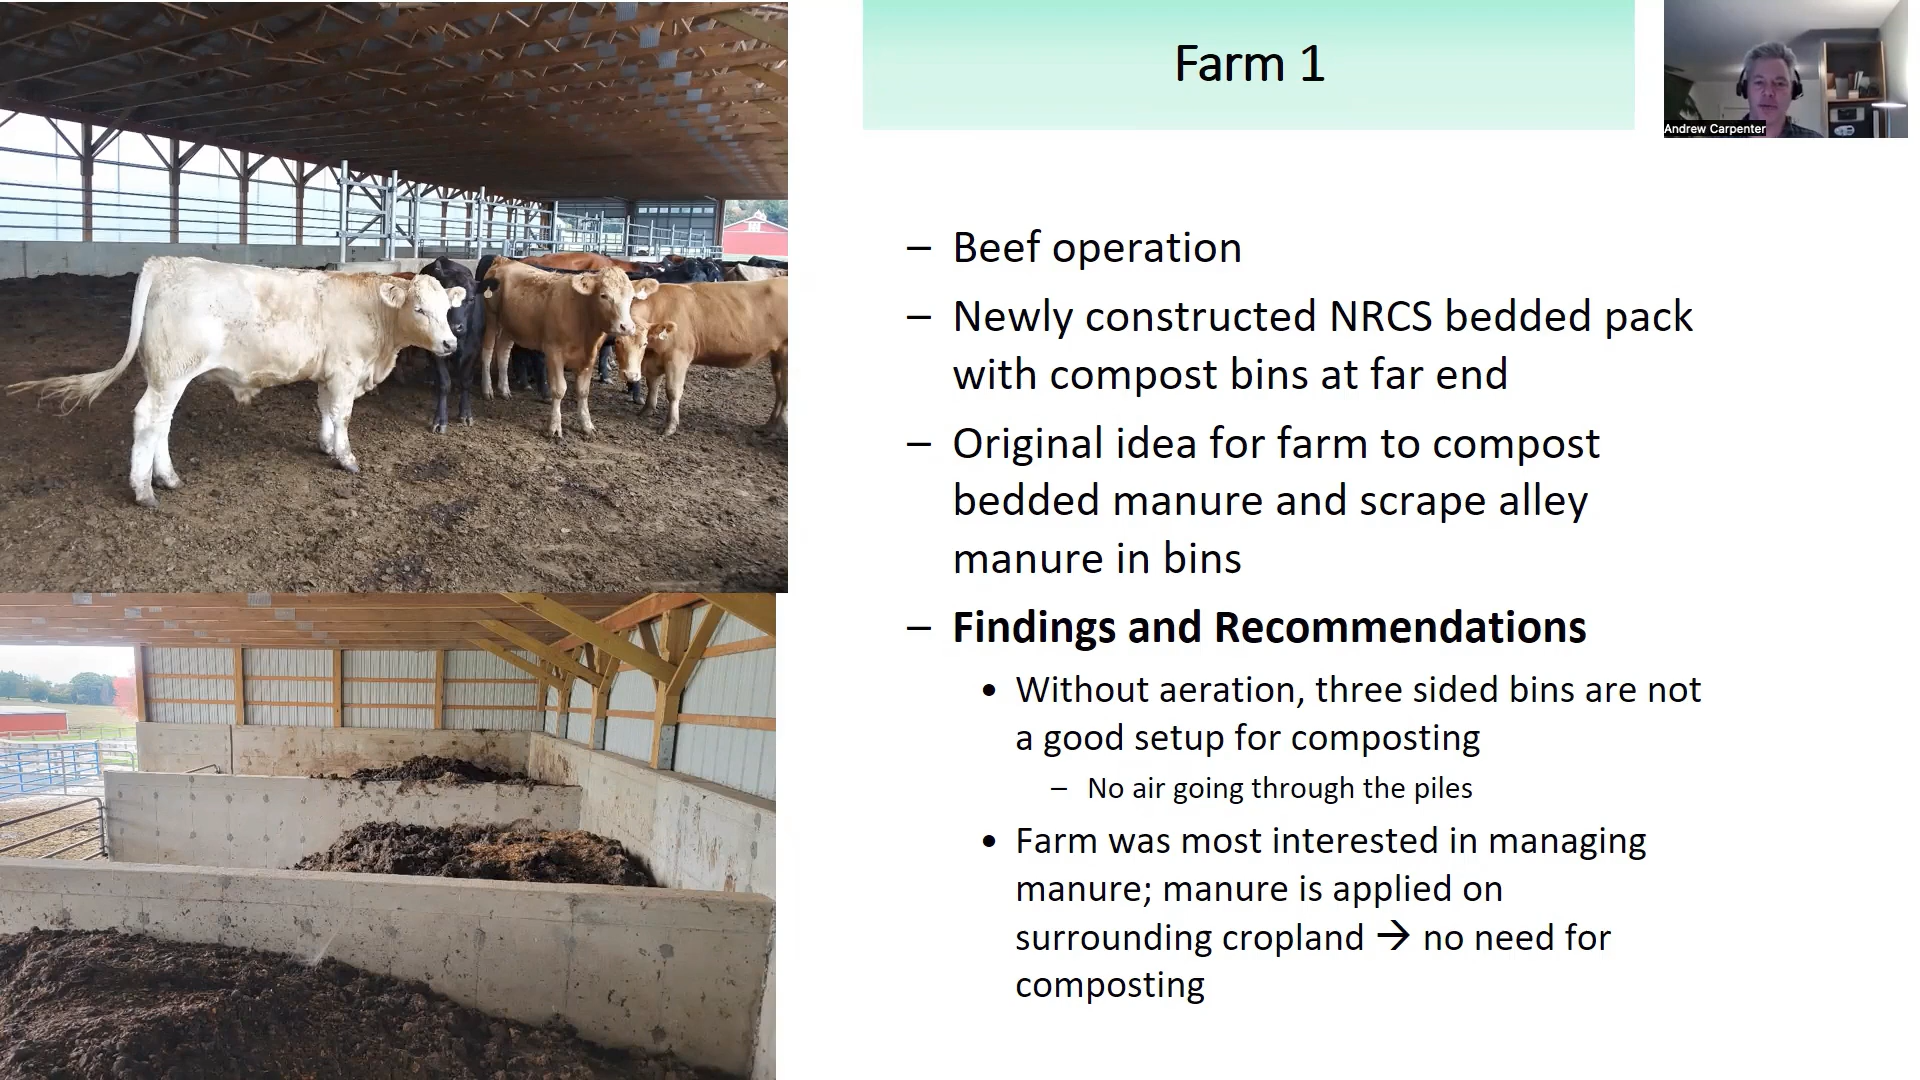 Farm 1
Andrew Carpenter
– Beef operation
– Newly constructed NRCS bedded pack
with compost bins at far end
– Original idea for farm to compost
bedded manure and scrape alley
manure in bins
– Findings and Recommendations
• Without aeration, three sided bins are not
a good setup for composting
– No air going through the piles
• Farm was most interested in managing
manure; manure is applied on
surrounding cropland → no need for
composting